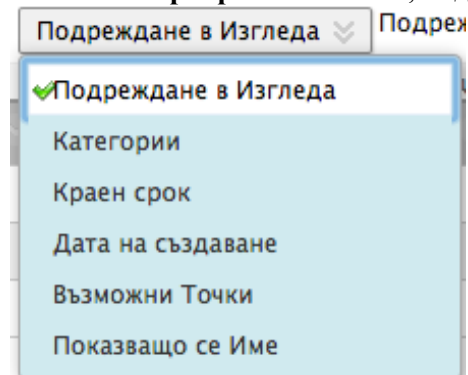 Подреждане в Изгледа Подреж
Подреждане в Изгледа
Категории
Краен срок
Дата на създаване
Възможни Точки
Показващо се Име